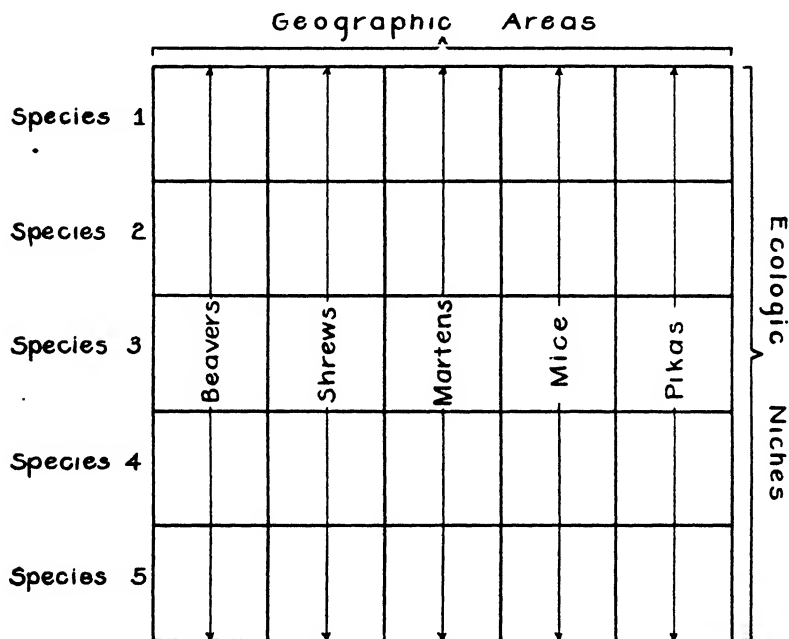 Geographic Areas
Species 1
Species 2
Species 3
Species 4
Species 5
Beavers
Shrews
Martens
Mice
Pikas
Ecologic Niches